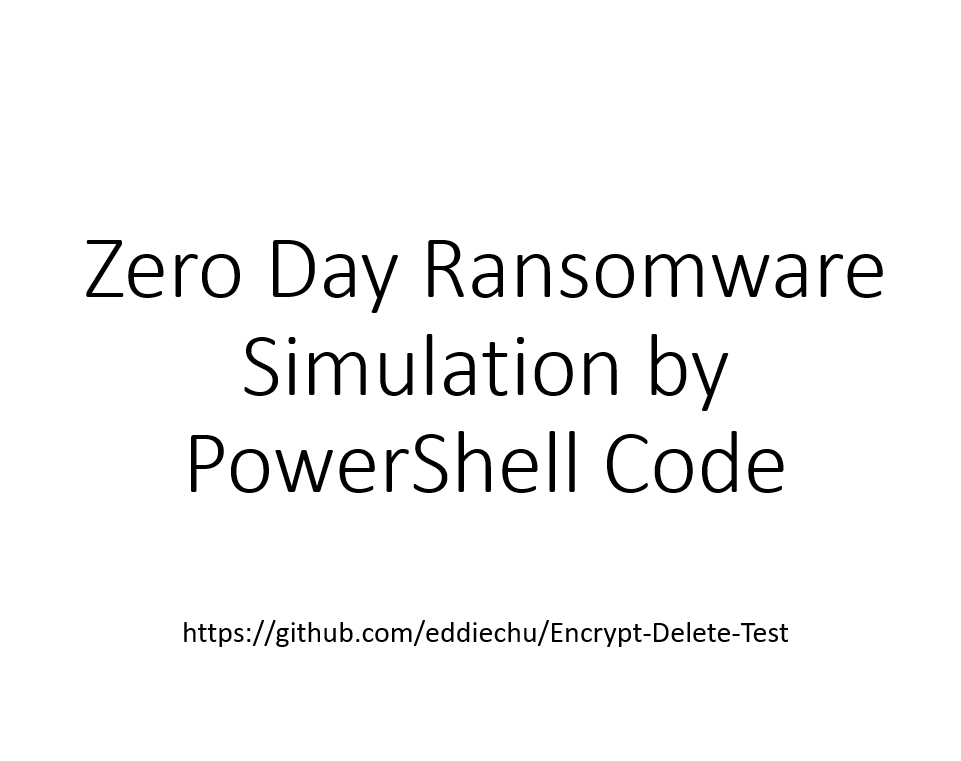 Zero Day Ransomware
Simulation by
PowerShell Code
https://github.com/eddiechu/Encrypt-Delete-Test